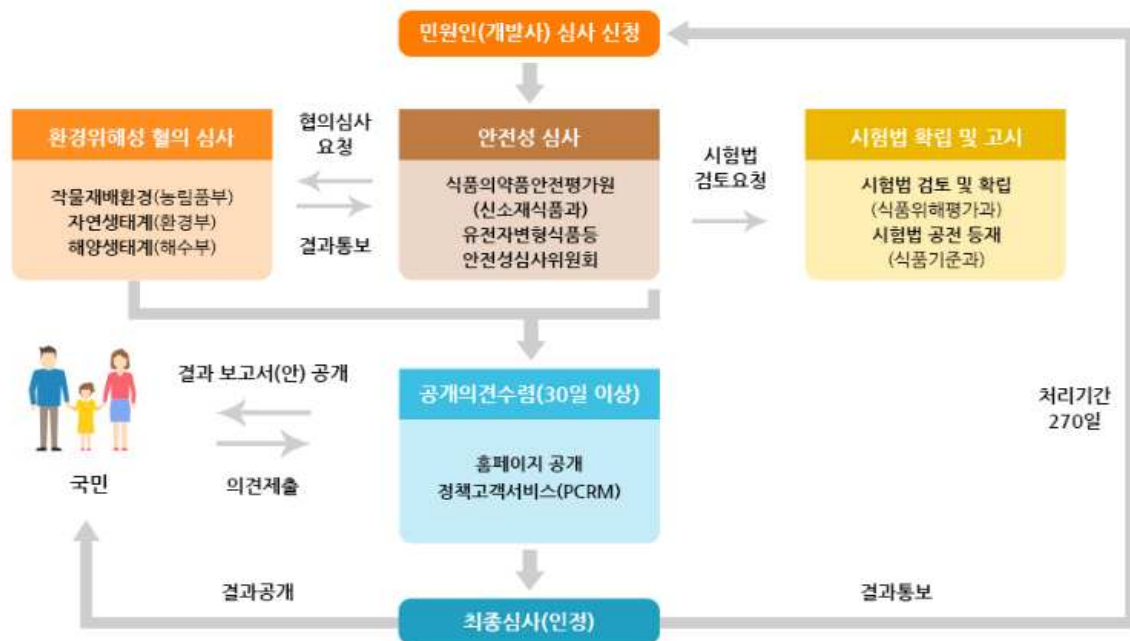 민원인(개발사) 심사 신청
환경위해성 혐의 심사
작물재배환경(농림품부)
자연생태계(환경부)
해양생태계(해수부)
협의심사
요청
결과통보
안전성 심사
식품의약품안전평가원
(신소재식품과)
유전자변형식품등
안전성심사위원회
시험법
검토요청
시험법 확립 및 고시
시험법 검토 및 확립
(식품위해평가과)
시험법 공전 등재
(식품기준과)
결과 보고서(안) 공개
의견제출
국민
공개의견수렴(30일 이상)
홈페이지 공개
정책고객서비스(PCRM)
처리기간
270일
결과공개
최종심사(인정)
결과통보